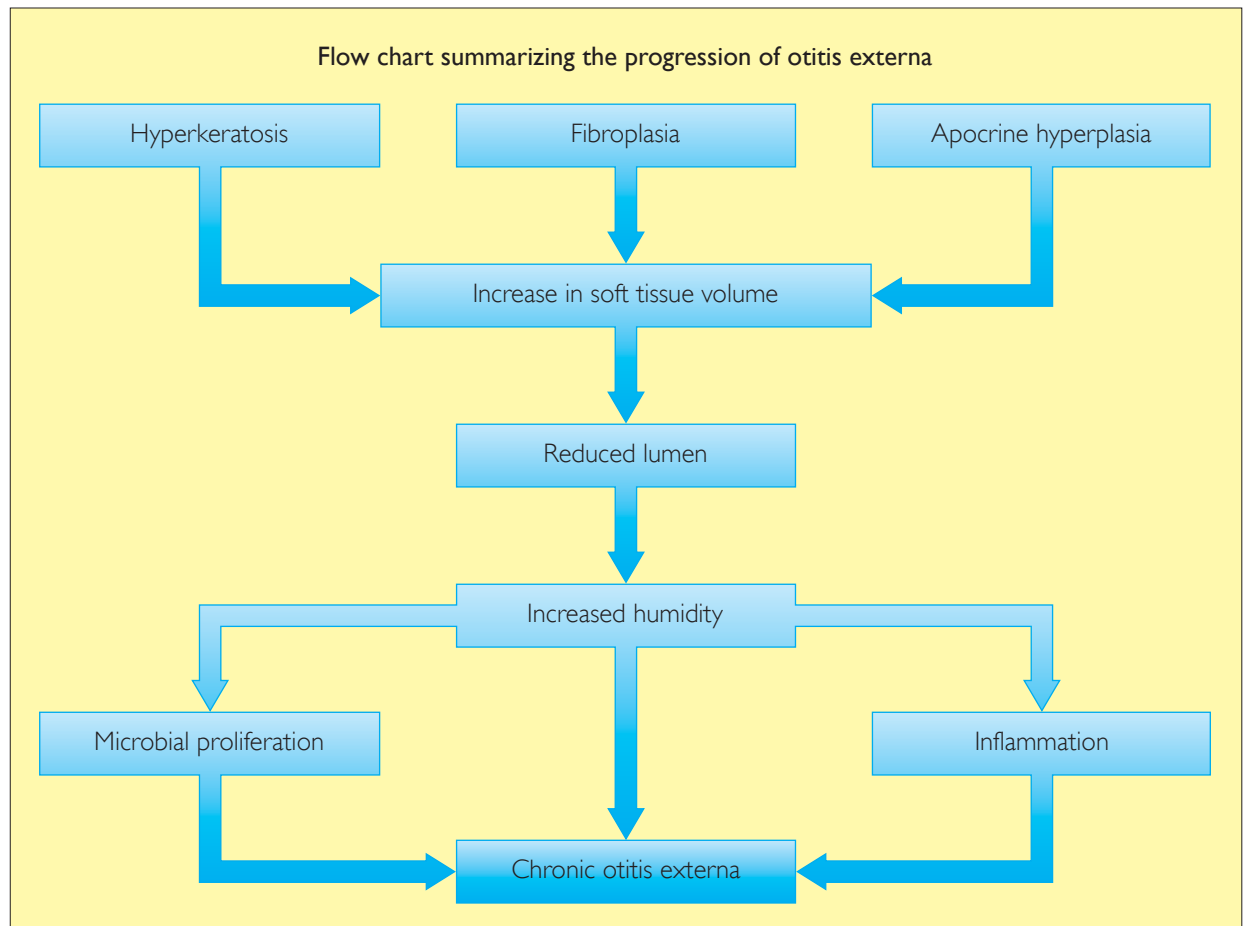 Flow chart summarizing the progression of otitis externa
Hyperkeratosis
Fibroplasia
Apocrine hyperplasia
Increase in soft tissue volume
Reduced lumen
Increased humidity
Microbial proliferation
Inflammation
Chronic otitis externa